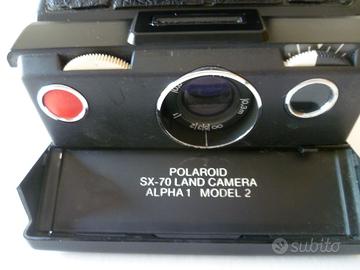 POLAROID
SX-70 LAND CAMERA
ALPHA 1 MODEL 2
subito